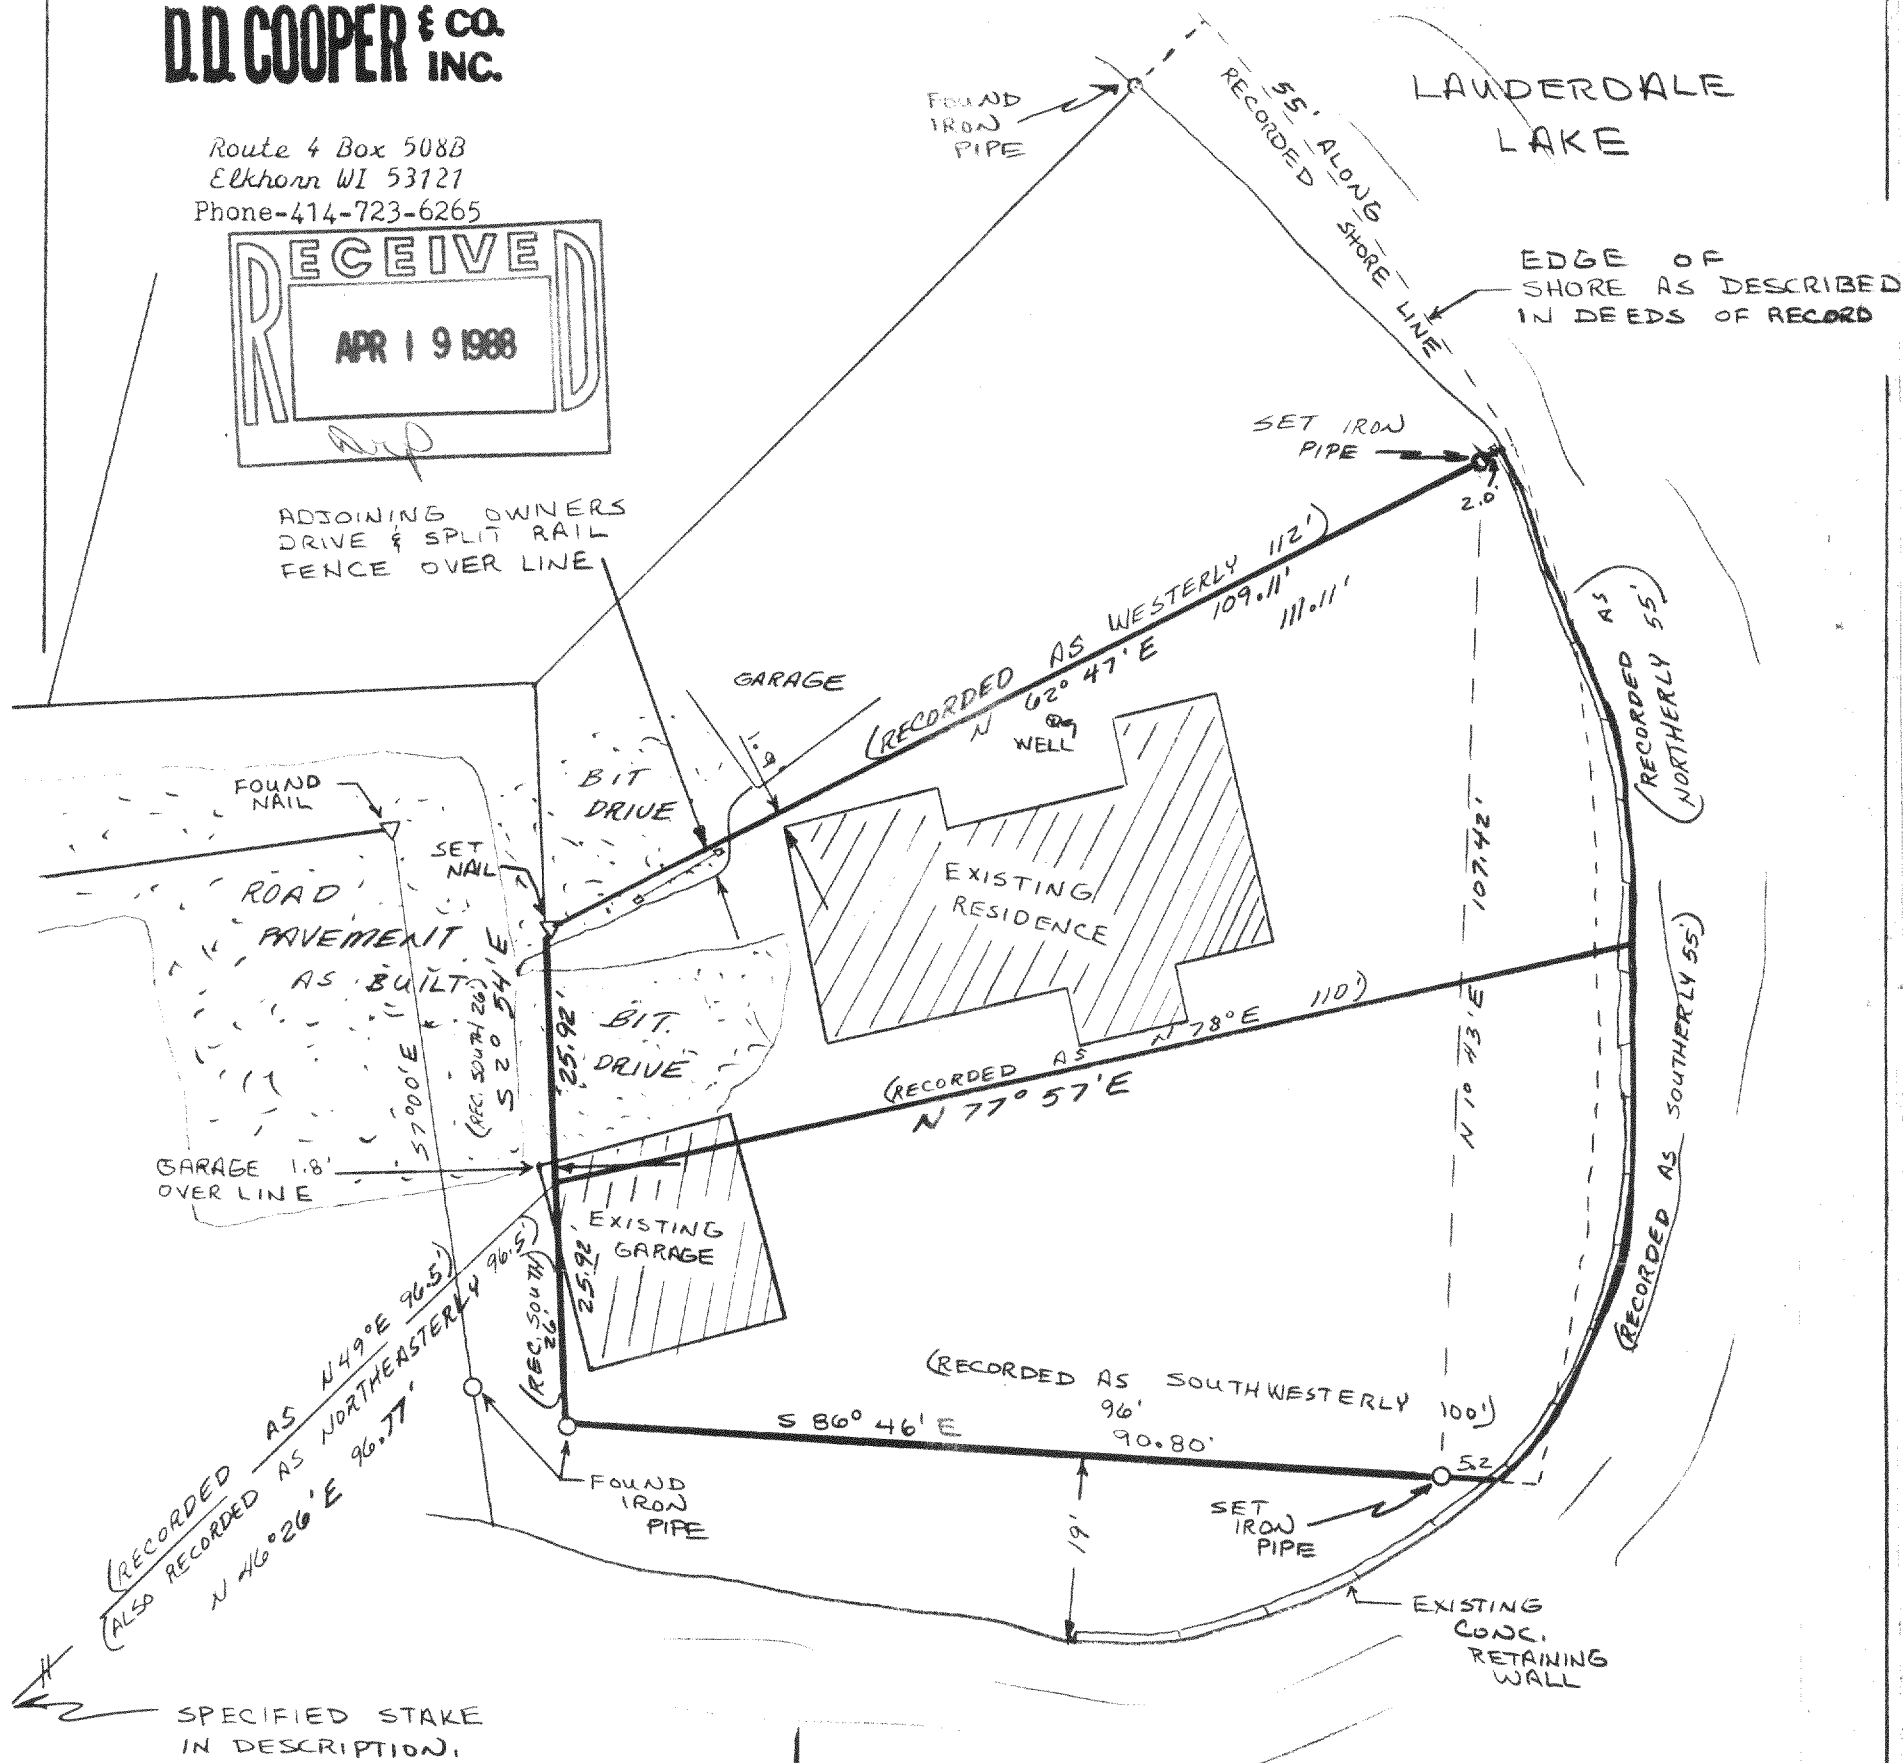 D.D. COOPER & CO.
INC.
Route 4 Box 508B
Elkhorn WI 53121
Phone-414-723-6265
RECEIVED
APR 19 1988
LAUDERDALE
LAKE
FOUND
IRON
PIPE
55' ALONG
RECORDED SHORE LINE
EDGE OF
SHORE AS DESCRIBED
IN DEEDS OF RECORD
SET IRON
PIPE
2.0'
ADJOINING OWNERS
DRIVE & SPLIT RAIL
FENCE OVER LINE
(RECORDED AS WESTERLY 112')
N 62° 47' E
109.11'
111.11'
(RECORDED AS
NORTHERLY 55')
GARAGE
WELL
FOUND
NAIL
BIT
DRIVE
SET
NAIL
ROAD
PAVEMENT
AS BUILT
EXISTING
RESIDENCE
107.42'
N 1° 43' E
S7°00'E
(REC. SOUTH 26')
S 2° 54' E
25.92'
BIT.
DRIVE
(RECORDED AS N 78° E 110')
N 77° 57' E
(RECORDED AS SOUTHERLY 55')
GARAGE 1.8'
OVER LINE
EXISTING
GARAGE
(REC. SOUTH)
26'
25.92'
(RECORDED AS N 49° E 96.5')
(ALSO RECORDED AS NORTHEASTERLY 96.5')
N 46° 26' E 96.77'
(RECORDED AS SOUTHWESTERLY 100')
96'
S 86° 46' E
90.80'
5.2
FOUND
IRON
PIPE
19'
SET
IRON
PIPE
EXISTING
CONC.
RETAINING
WALL
SPECIFIED STAKE
IN DESCRIPTION.